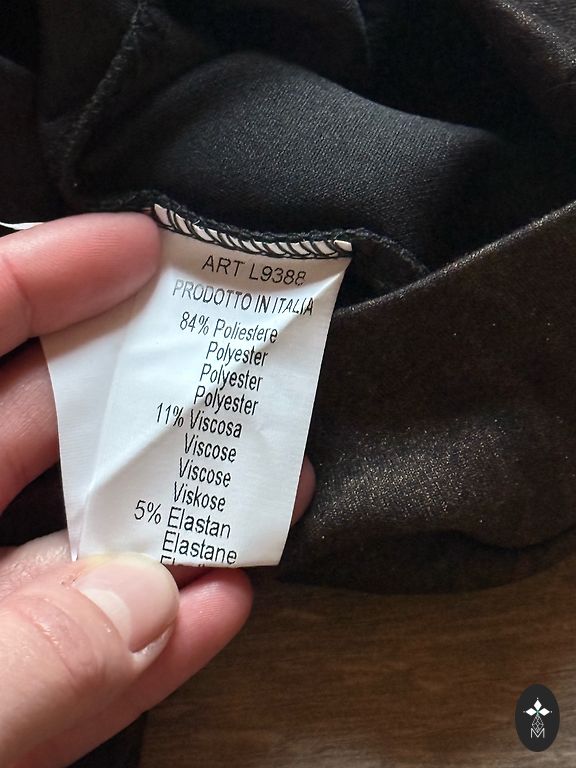 ART L9388
PRODOTTO IN ITALIA
84% Poliestere
Polyester
Polyester
Polyester
11% Viscosa
Viscose
Viscose
Viskose
5% Elastan
Elastane
M